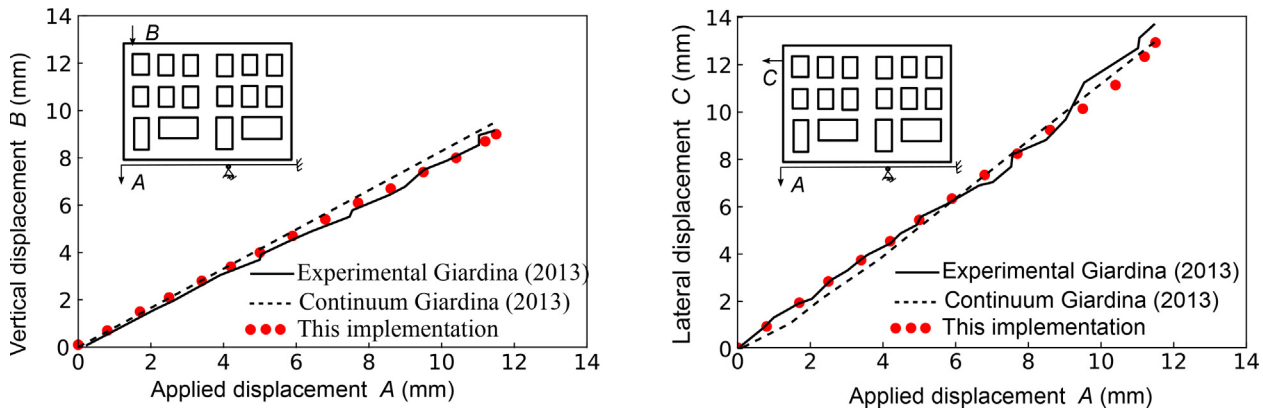 14
12
10
8
6
4
2
0
Vertical displacement B (mm)
B
A
Experimental Giardina (2013)
Continuum Giardina (2013)
This implementation
0 2 4 6 8 10 12 14
Applied displacement A (mm)
14
12
10
8
6
4
2
0
Lateral displacement C (mm)
C
A
Experimental Giardina (2013)
Continuum Giardina (2013)
This implementation
0 2 4 6 8 10 12 14
Applied displacement A (mm)